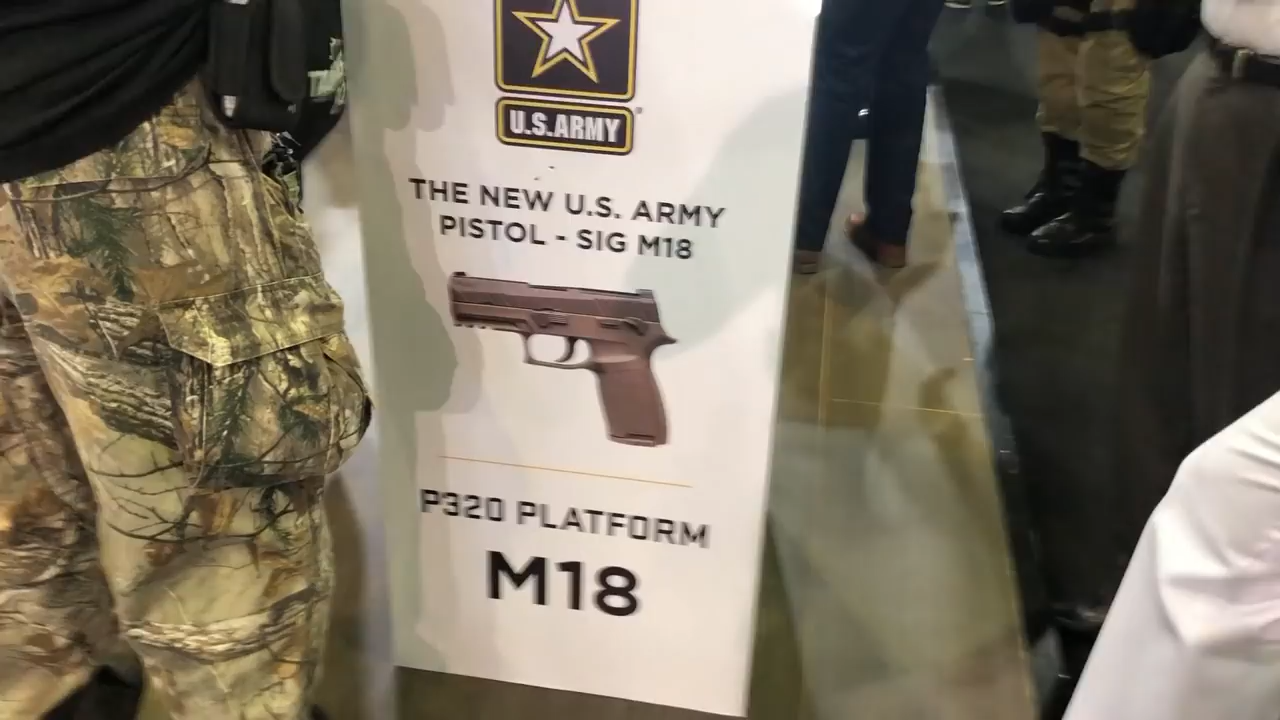 U.S.ARMY
THE NEW U.S. ARMY
PISTOL - SIG M18
P320 PLATFORM
M18